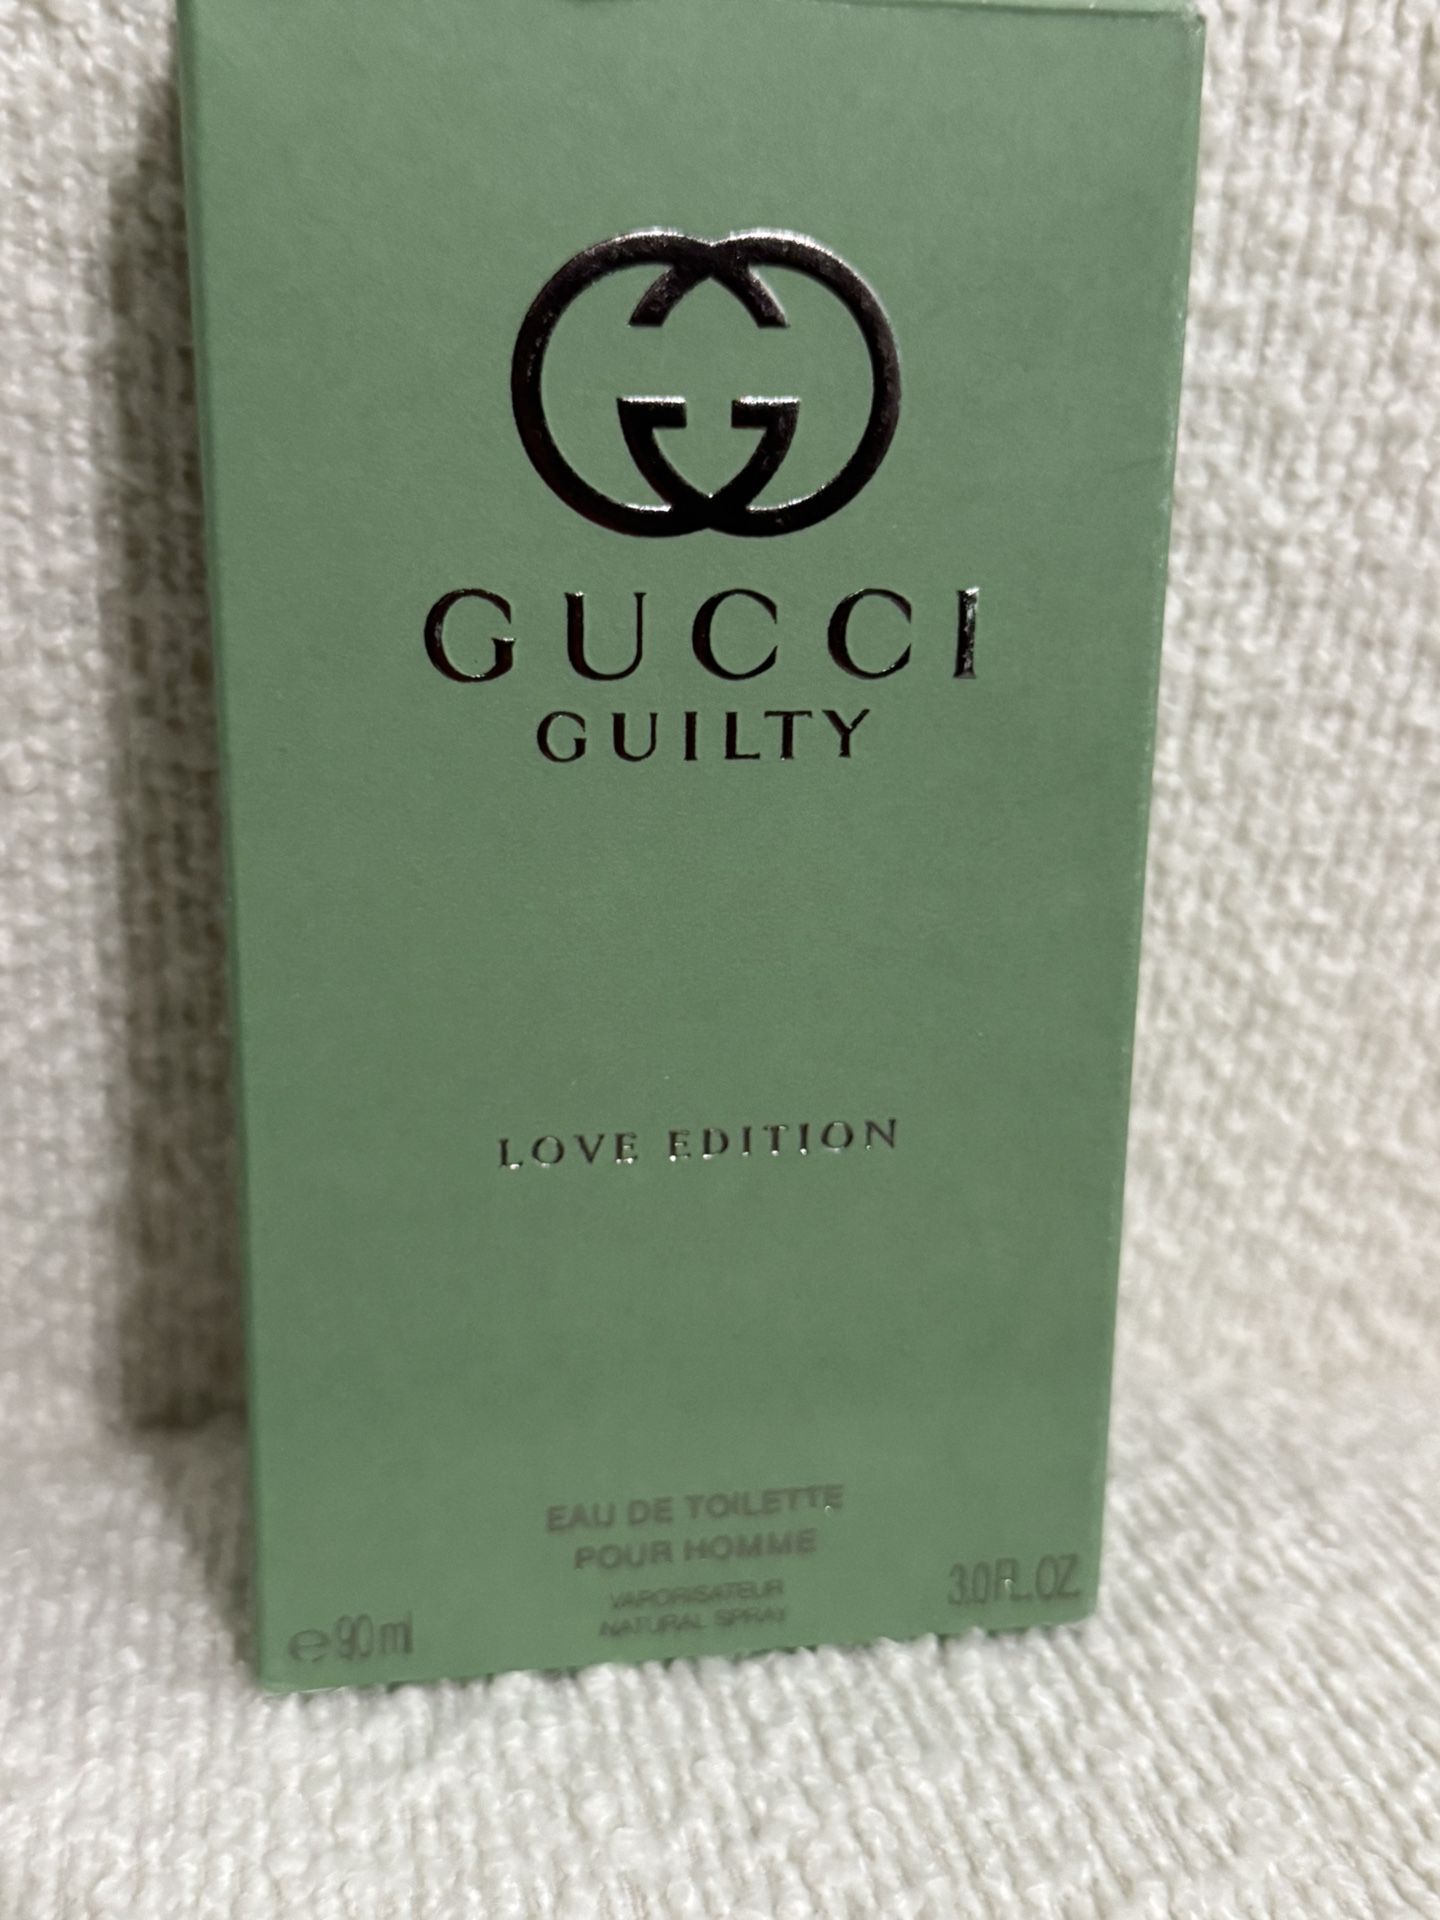 GUCCI
GUILTY
LOVE EDITION
EAU DE TOILETTE
POUR HOMME
VAPORISATEUR
NATURAL SPRAY
℮90ml
3.0FL.OZ.